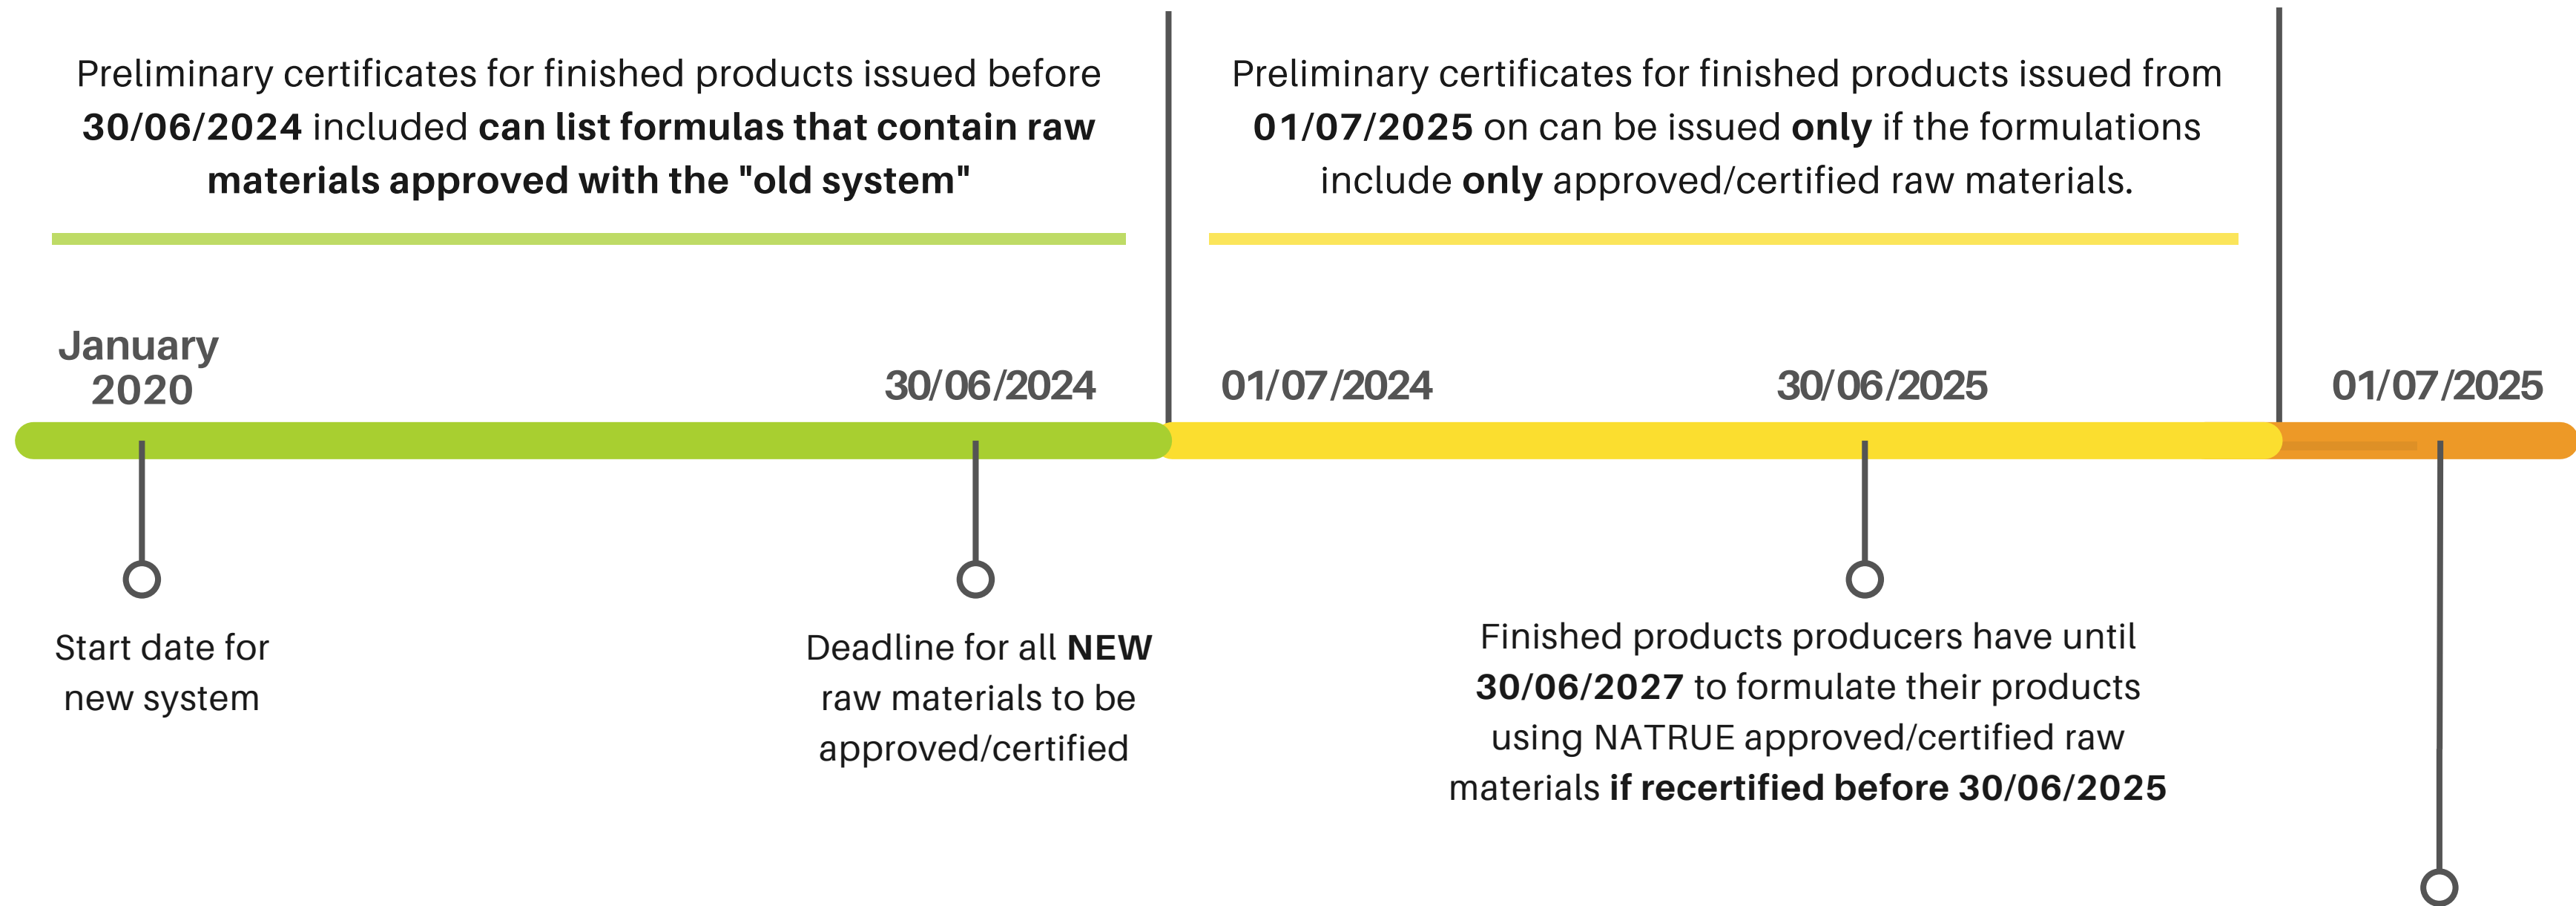 Preliminary certificates for finished products issued before
30/06/2024 included can list formulas that contain raw
materials approved with the "old system"
Preliminary certificates for finished products issued from
01/07/2025 on can be issued only if the formulations
include only approved/certified raw materials.
January
2020
30/06/2024
01/07/2024
30/06/2025
01/07/2025
Start date for
new system
Deadline for all NEW
raw materials to be
approved/certified
Finished products producers have until
30/06/2027 to formulate their products
using NATRUE approved/certified raw
materials if recertified before 30/06/2025